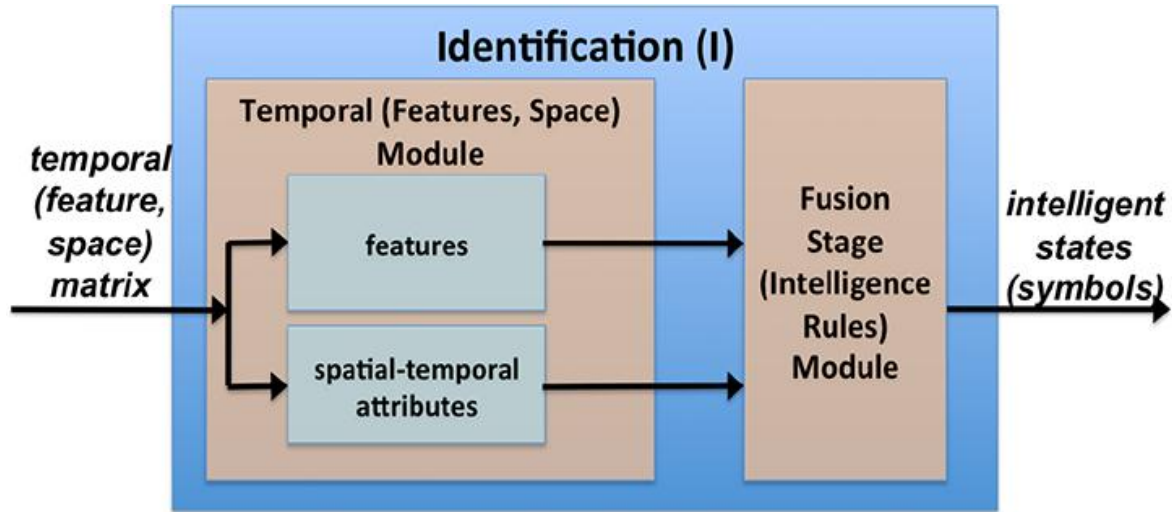 Identification (I)
Temporal (Features, Space)
Module
temporal
(feature,
space)
matrix
features
spatial-temporal
attributes
Fusion
Stage
(Intelligence
Rules)
Module
intelligent
states
(symbols)